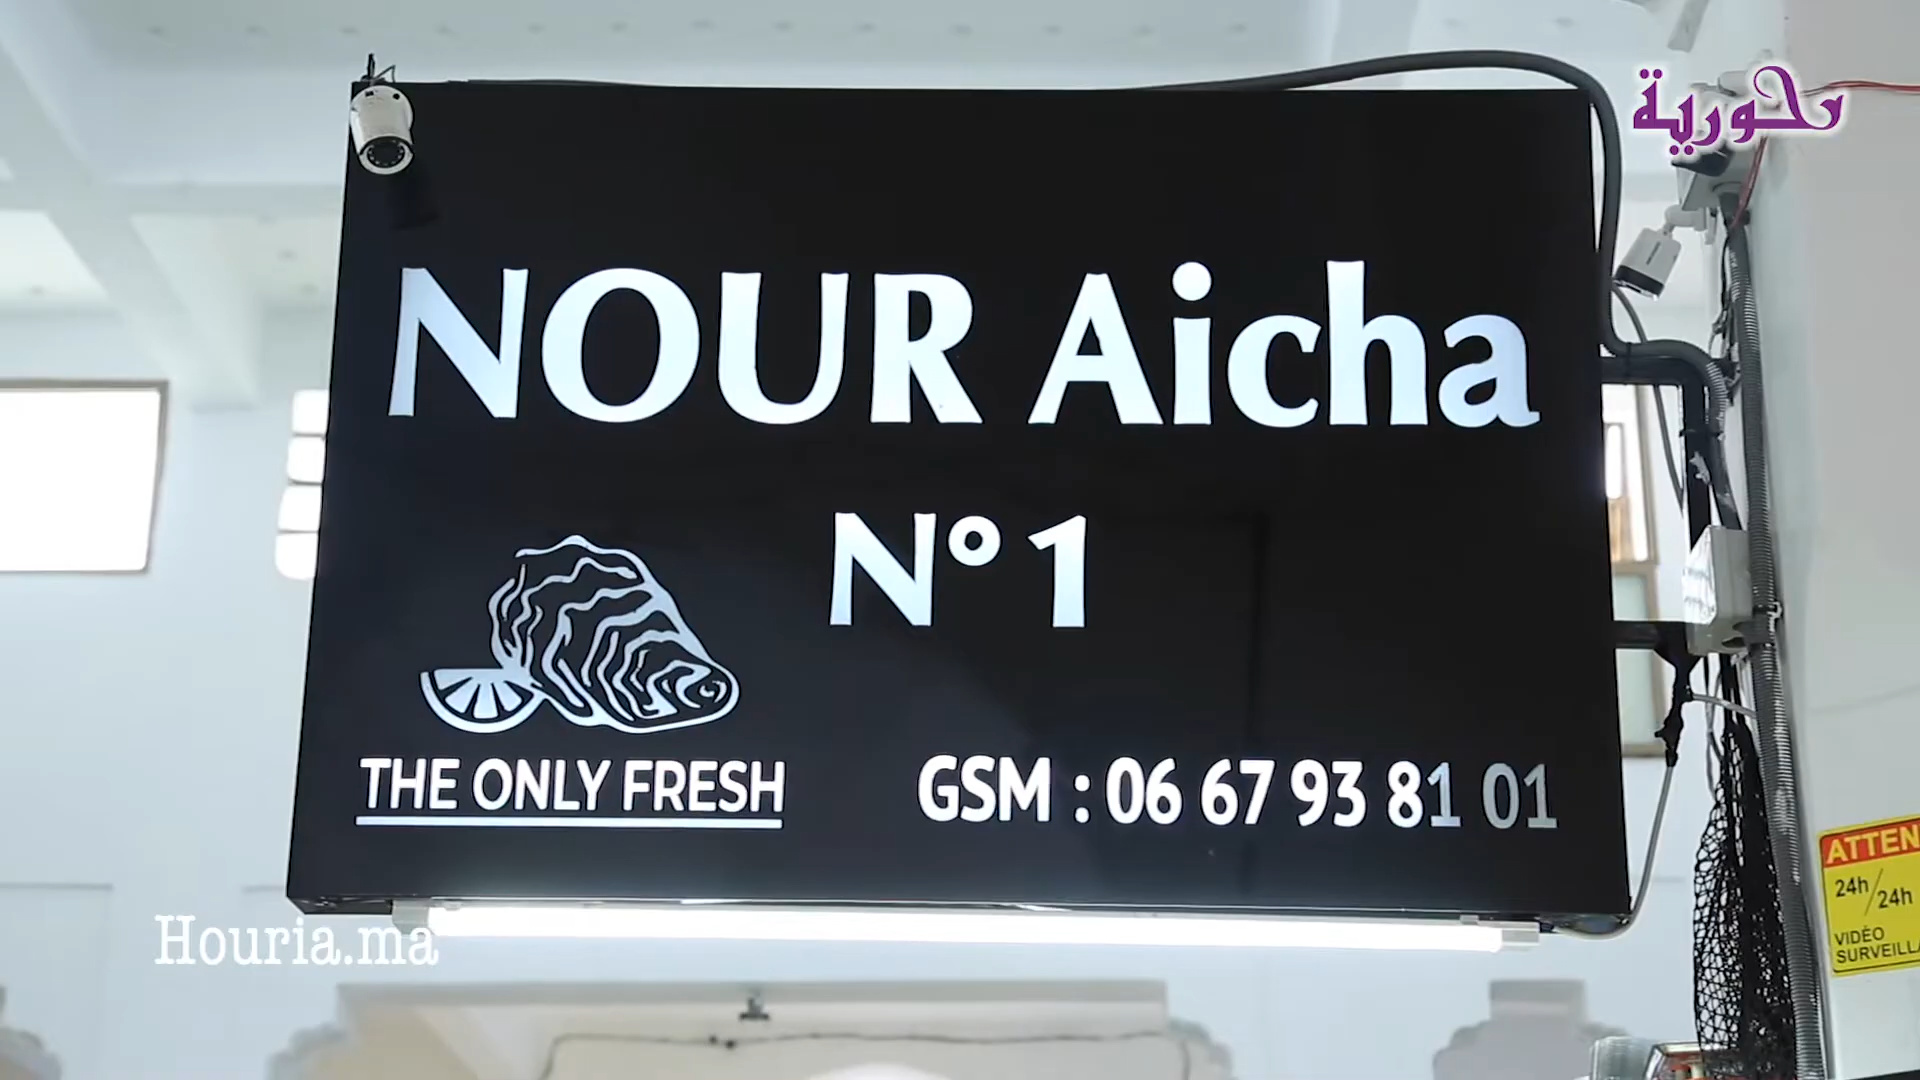 حورية
NOUR Aicha
N° 1
THE ONLY FRESH
GSM : 06 67 93 81 01
ATTEN
24h/24h
VIDÉO
SURVEILL
Houria.ma